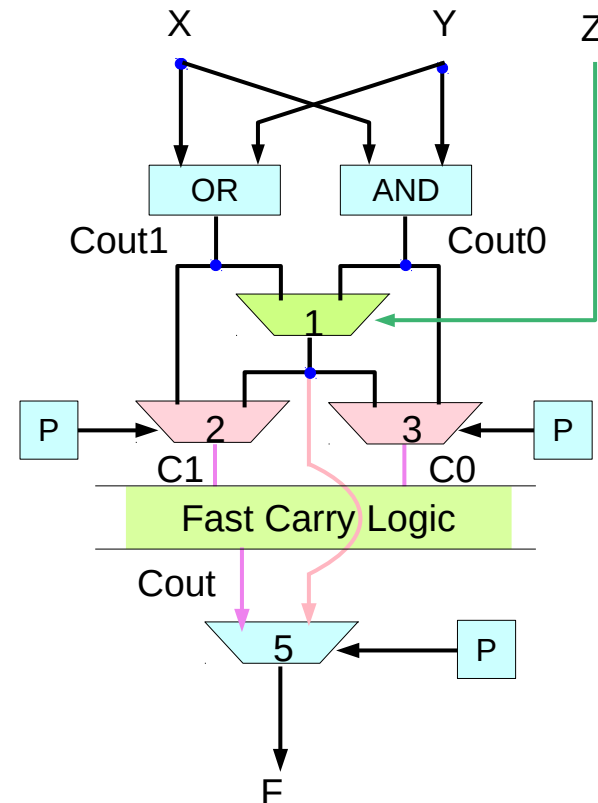 X Y Z
OR AND
Cout1 Cout0
1
P 2 3 P
C1 C0
Fast Carry Logic
Cout
5 P
F